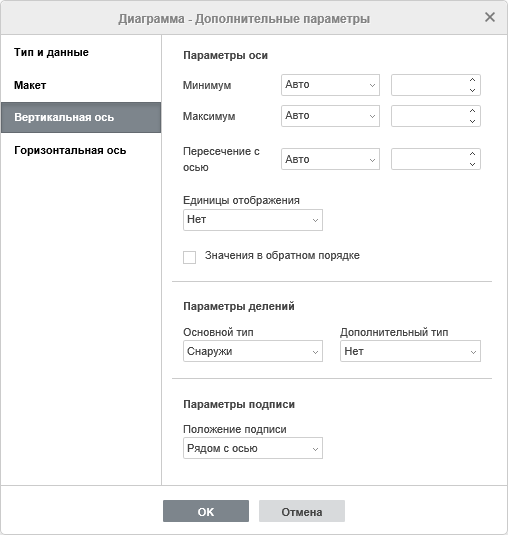 Диаграмма - Дополнительные параметры
Тип и данные
Макет
Вертикальная ось
Горизонтальная ось
Параметры оси
Минимум Авто
Максимум Авто
Пересечение с Авто
осью
Единицы отображения
Нет
Значения в обратном порядке
Параметры делений
Основной тип Дополнительный тип
Снаружи Нет
Параметры подписи
Положение подписи
Рядом с осью
OK Отмена